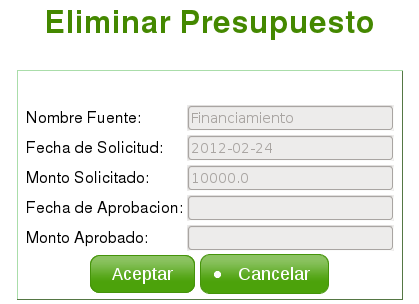 Eliminar Presupuesto
Nombre Fuente: Financiamiento
Fecha de Solicitud: 2012-02-24
Monto Solicitado: 10000.0
Fecha de Aprobacion:
Monto Aprobado:
Aceptar • Cancelar